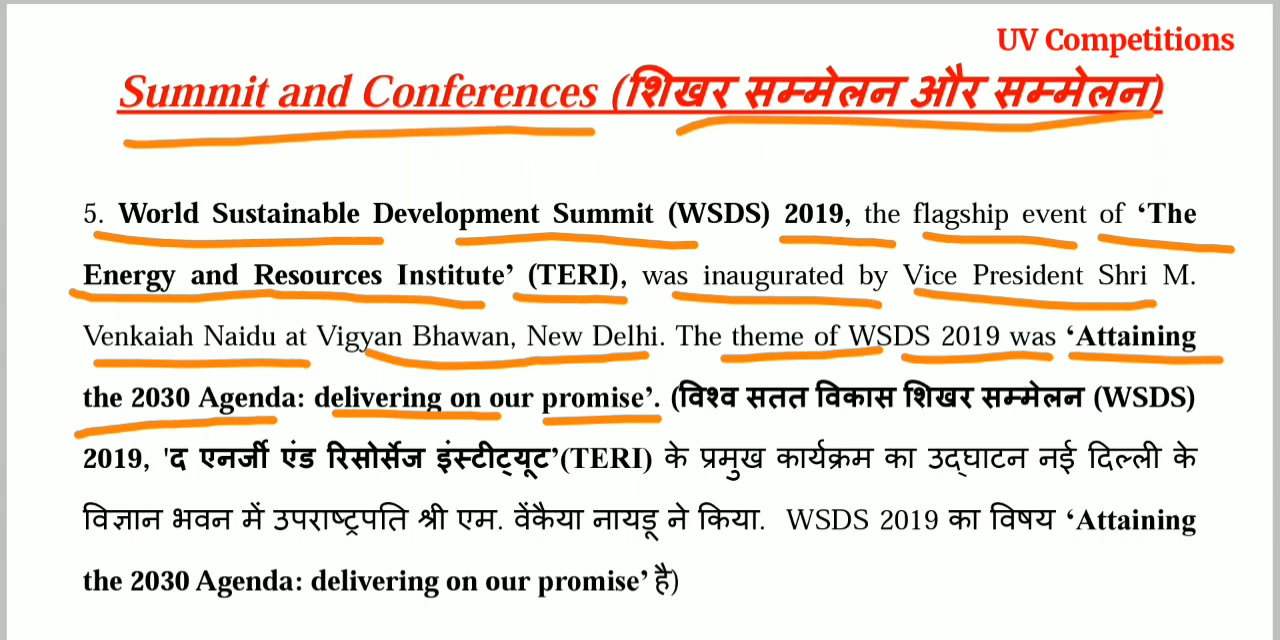 UV Competitions
Summit and Conferences (शिखर सम्मेलन और सम्मेलन)
5. World Sustainable Development Summit (WSDS) 2019, the flagship event of ‘The
Energy and Resources Institute’ (TERI), was inaugurated by Vice President Shri M.
Venkaiah Naidu at Vigyan Bhawan, New Delhi. The theme of WSDS 2019 was ‘Attaining
the 2030 Agenda: delivering on our promise’. (विश्व सतत विकास शिखर सम्मेलन (WSDS)
2019, 'द एनर्जी एंड रिसोर्सेज इंस्टीट्यूट’(TERI) के प्रमुख कार्यक्रम का उद्घाटन नई दिल्ली के
विज्ञान भवन में उपराष्ट्रपति श्री एम. वेंकैया नायडू ने किया. WSDS 2019 का विषय ‘Attaining
the 2030 Agenda: delivering on our promise’ है)